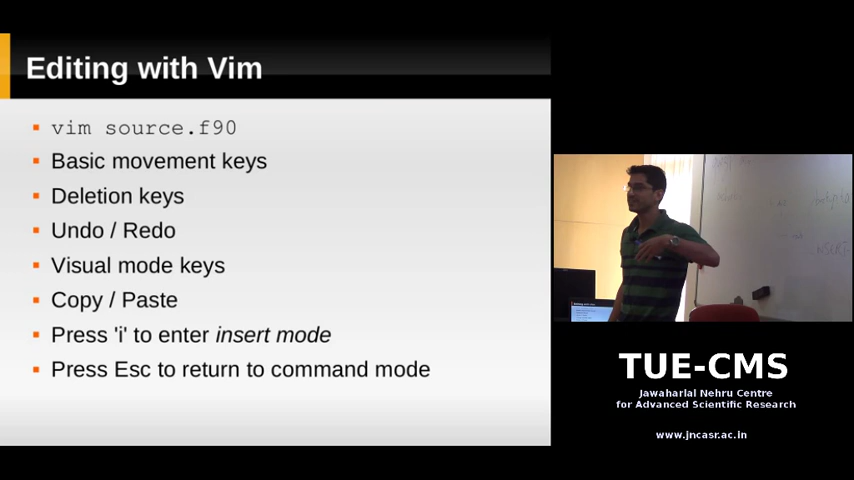 Editing with Vim
vim source.f90
Basic movement keys
Deletion keys
Undo / Redo
Visual mode keys
Copy / Paste
Press 'i' to enter insert mode
Press Esc to return to command mode
TUE-CMS
Jawaharlal Nehru Centre
for Advanced Scientific Research
www.jncasr.ac.in